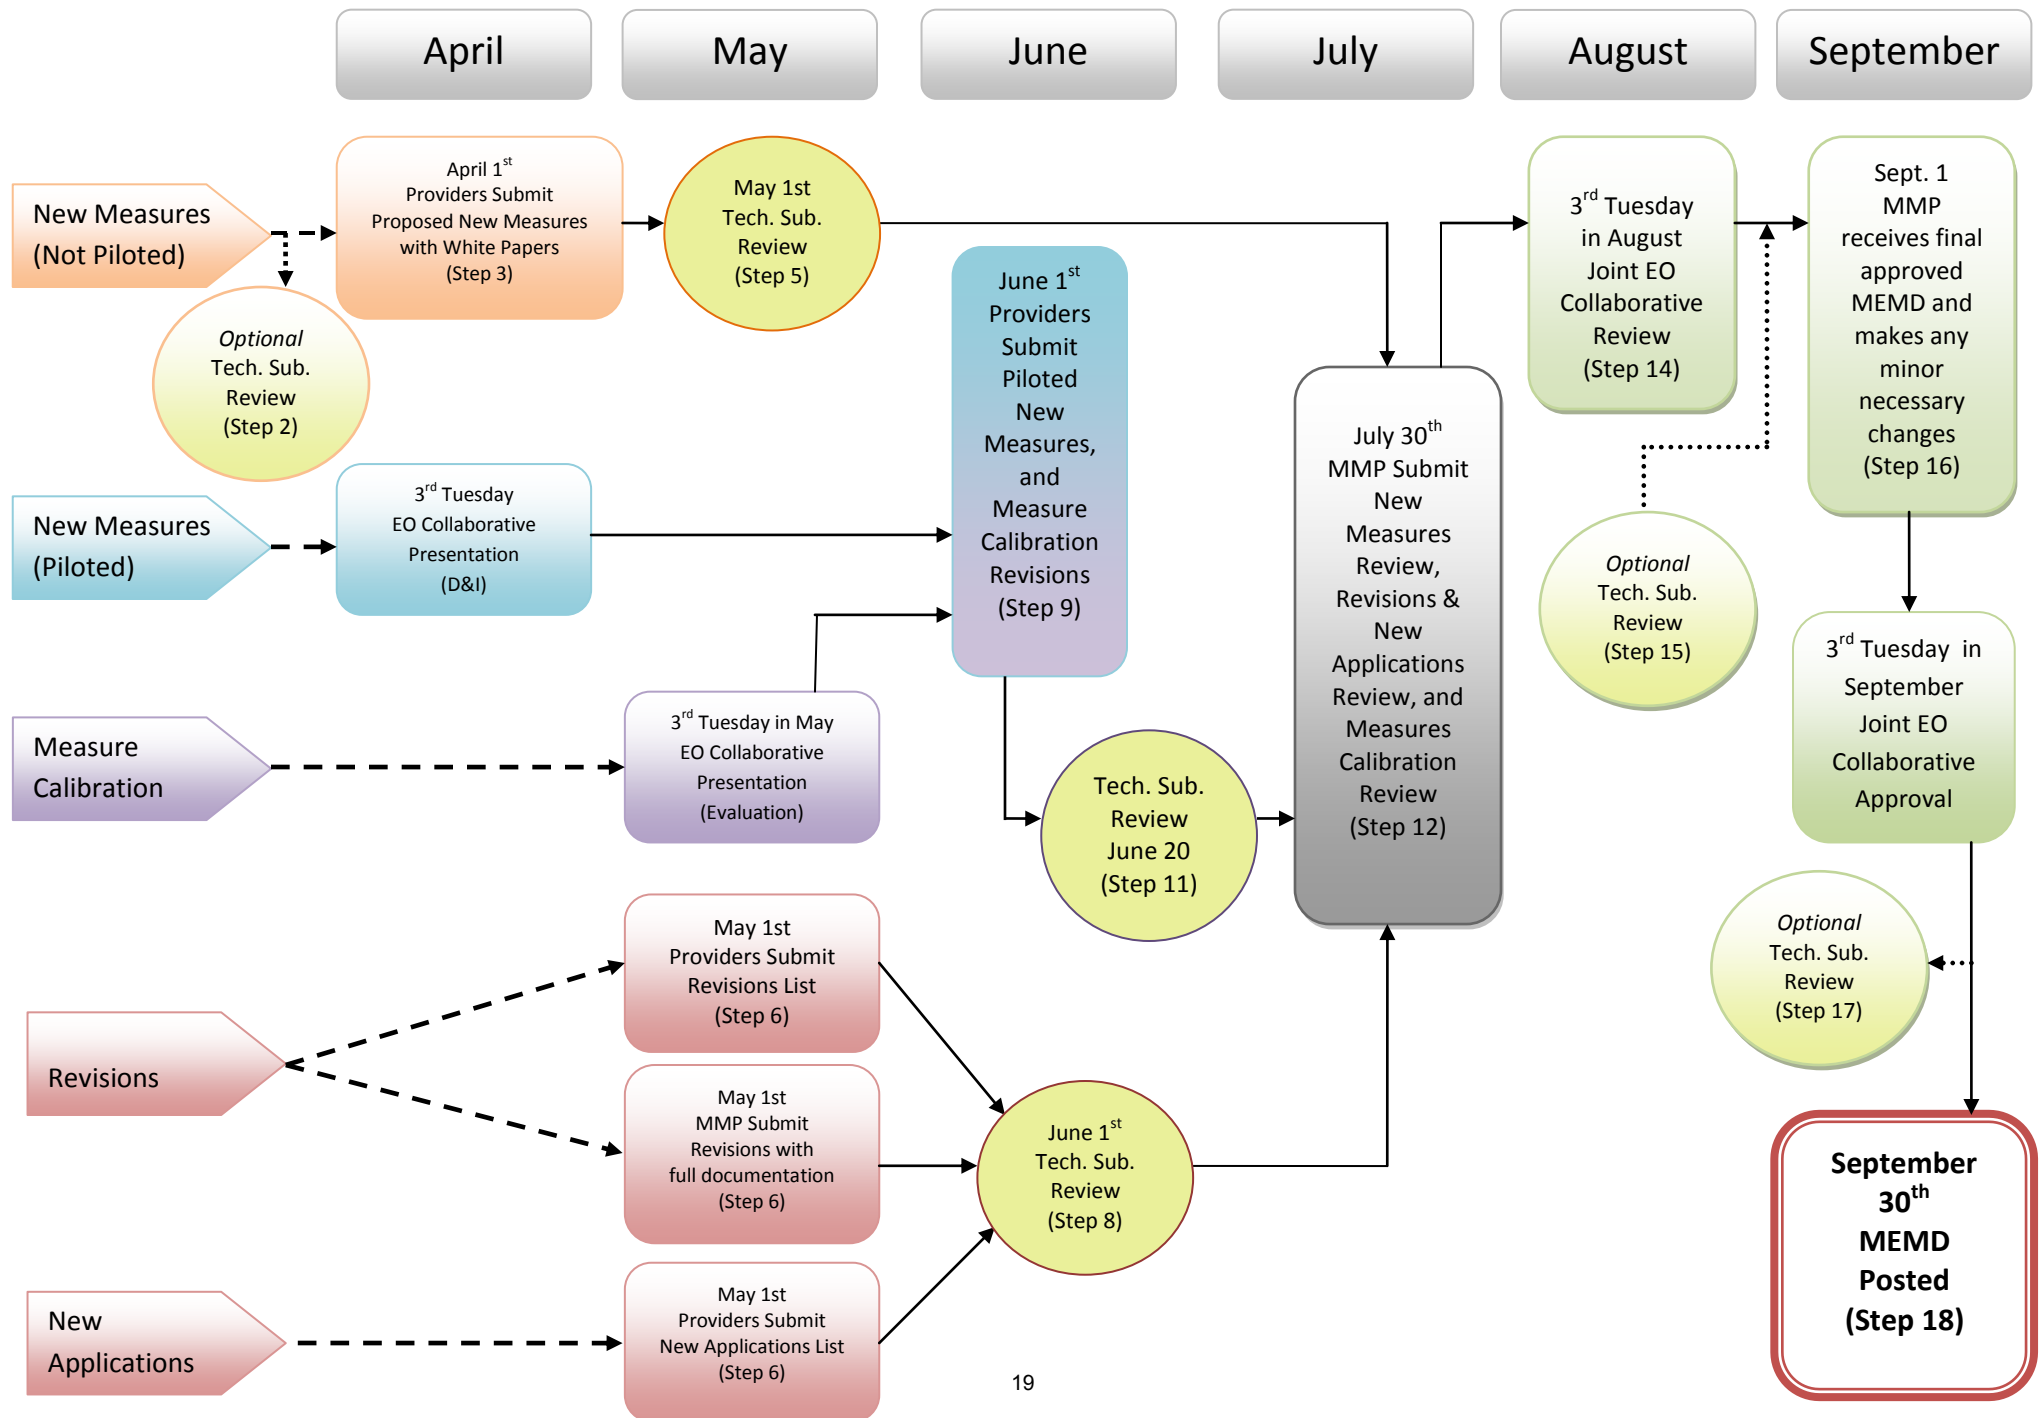 April
May
June
July
August
September
New Measures
(Not Piloted)
April 1st
Providers Submit
Proposed New Measures
with White Papers
(Step 3)
May 1st
Tech. Sub.
Review
(Step 5)
Optional
Tech. Sub.
Review
(Step 2)
New Measures
(Piloted)
3rd Tuesday
EO Collaborative
Presentation
(D&I)
June 1st
Providers
Submit
Piloted
New
Measures,
and
Measure
Calibration
Revisions
(Step 9)
Measure
Calibration
3rd Tuesday in May
EO Collaborative
Presentation
(Evaluation)
Tech. Sub.
Review
June 20
(Step 11)
Revisions
May 1st
Providers Submit
Revisions List
(Step 6)
May 1st
MMP Submit
Revisions with
full documentation
(Step 6)
New
Applications
May 1st
Providers Submit
New Applications List
(Step 6)
June 1st
Tech. Sub.
Review
(Step 8)
July 30th
MMP Submit
New
Measures
Review,
Revisions &
New
Applications
Review, and
Measures
Calibration
Review
(Step 12)
3rd Tuesday
in August
Joint EO
Collaborative
Review
(Step 14)
Optional
Tech. Sub.
Review
(Step 15)
Sept. 1
MMP
receives final
approved
MEMD and
makes any
minor
necessary
changes
(Step 16)
3rd Tuesday in
September
Joint EO
Collaborative
Approval
Optional
Tech. Sub.
Review
(Step 17)
September
30th
MEMD
Posted
(Step 18)
19